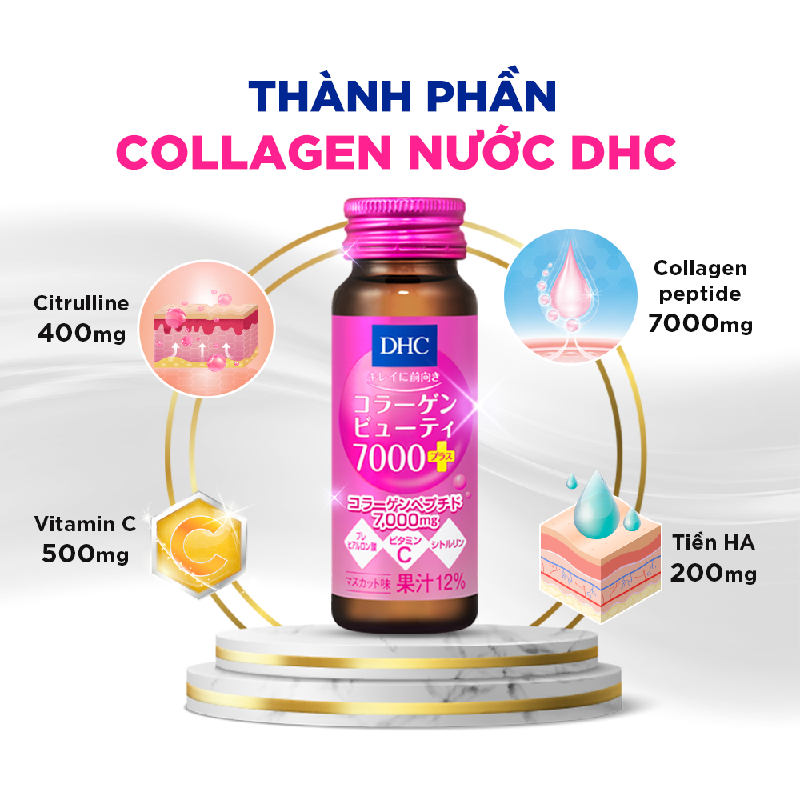 THÀNH PHẦN
COLLAGEN NƯỚC DHC
Citrulline
400mg
Collagen
peptide
7000mg
Vitamin C
500mg
Tiền HA
200mg
DHC
キレイに前向き
コラーゲン
ビューティ
7000
プラス
コラーゲンペプチド
7,000mg
プレ
ヒアルロン酸
ビタミン
C
シトルリン
マスカット味 果汁12%